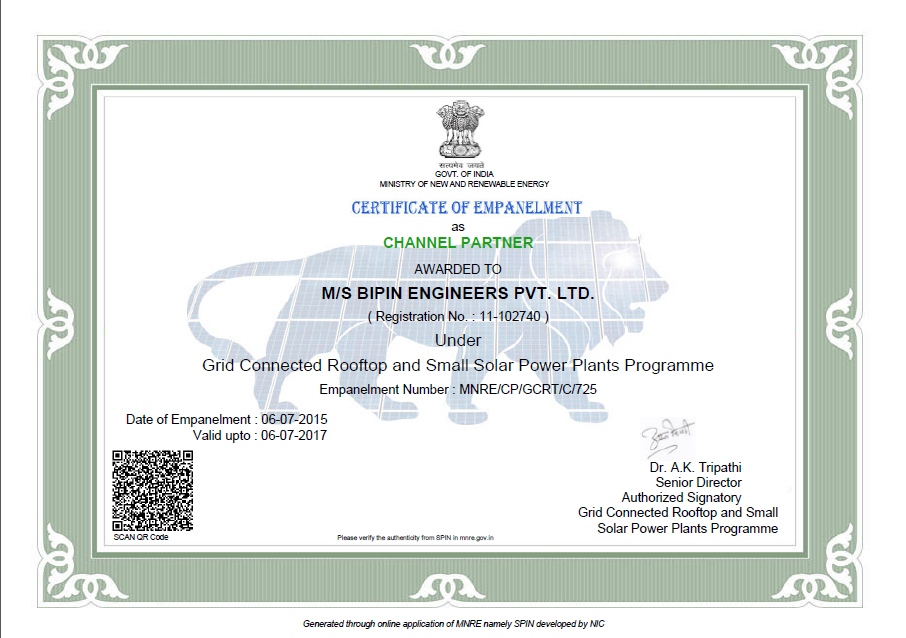 सत्यमेव जयते
GOVT. OF INDIA
MINISTRY OF NEW AND RENEWABLE ENERGY
CERTIFICATE OF EMPANELMENT
as
CHANNEL PARTNER
AWARDED TO
M/S BIPIN ENGINEERS PVT. LTD.
( Registration No. : 11-102740 )
Under
Grid Connected Rooftop and Small Solar Power Plants Programme
Empanelment Number : MNRE/CP/GCRT/C/725
Date of Empanelment : 06-07-2015
Valid upto : 06-07-2017
Dr. A.K. Tripathi
Senior Director
Authorized Signatory
Grid Connected Rooftop and Small
Solar Power Plants Programme
SCAN QR Code
Please verify the authenticity from SPIN in mnre.gov.in
Generated through online application of MNRE namely SPIN developed by NIC